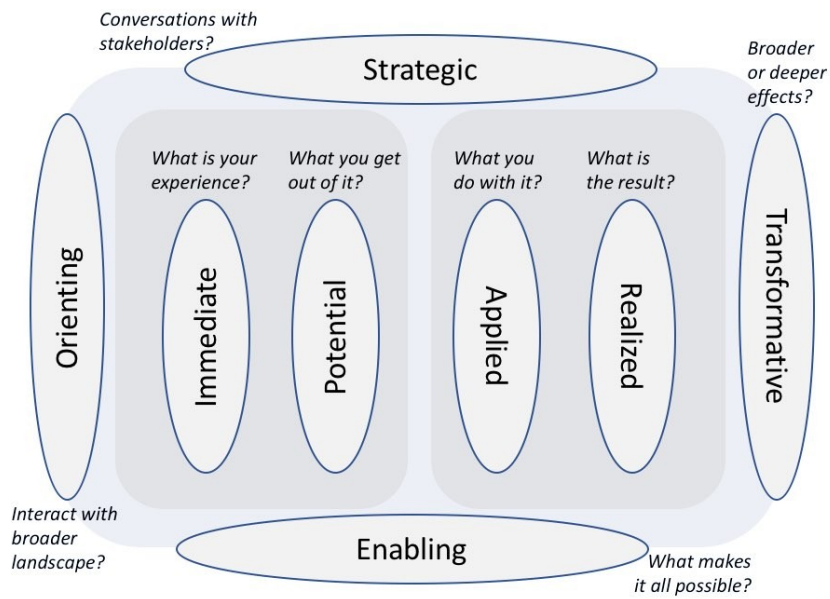 Conversations with
stakeholders?
Strategic
Broader
or deeper
effects?
What is your
experience?
What you get
out of it?
What you
do with it?
What is
the result?
Orienting
Immediate
Potential
Applied
Realized
Transformative
Interact with
broader
landscape?
Enabling
What makes
it all possible?